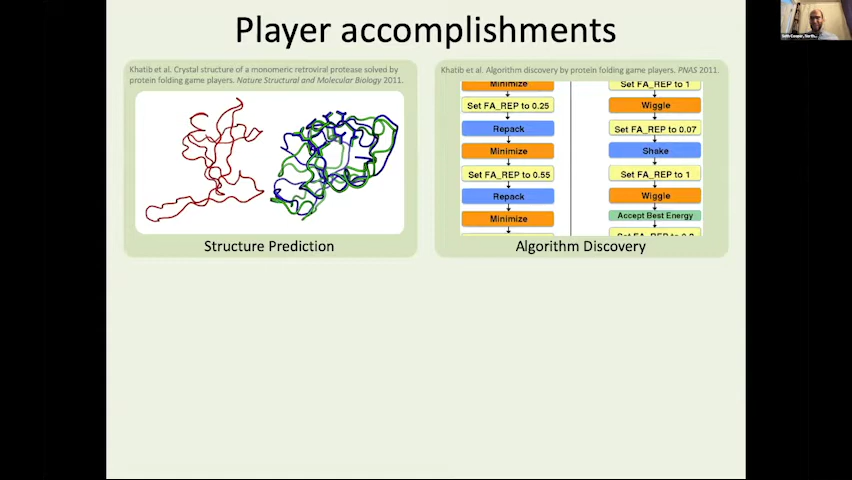 Player accomplishments
Khatib et al. Crystal structure of a monomeric retroviral protease solved by
protein folding game players. Nature Structural and Molecular Biology 2011.
Khatib et al. Algorithm discovery by protein folding game players. PNAS 2011.
Minimize
Set FA_REP to 0.25
Repack
Minimize
Set FA_REP to 0.55
Repack
Minimize
Set FA_REP to 1
Wiggle
Set FA_REP to 0.07
Shake
Set FA_REP to 1
Wiggle
Accept Best Energy
Structure Prediction
Algorithm Discovery